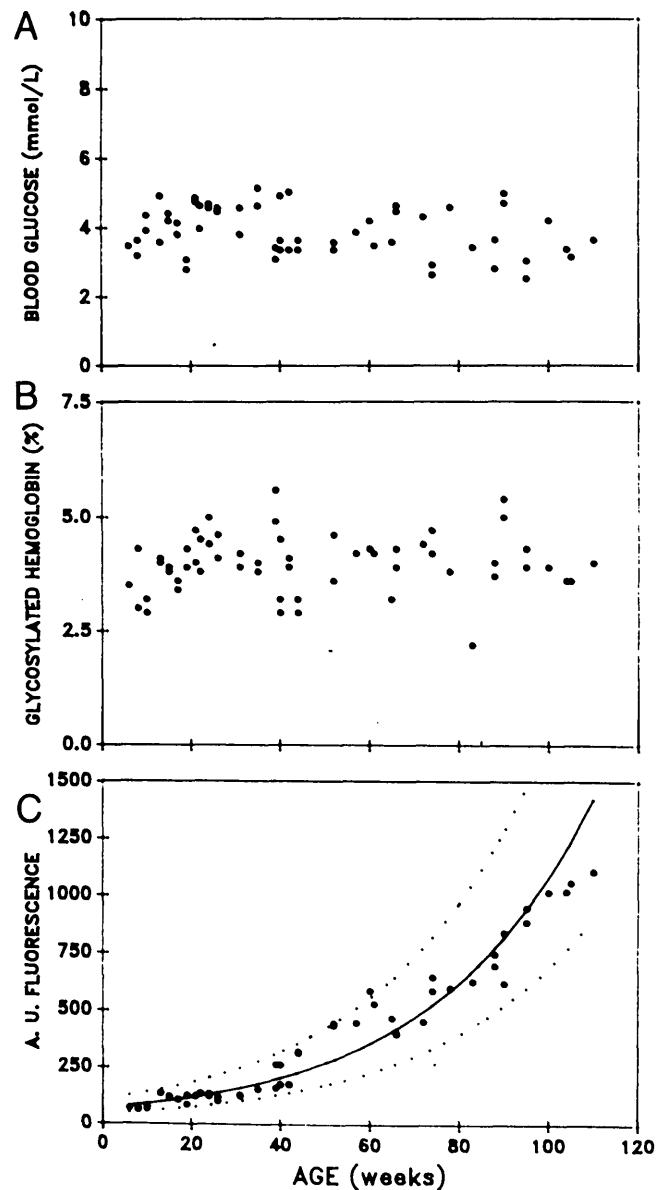 A
BLOOD GLUCOSE (mmol/L)
10
8
6
4
2
0
B
GLYCOSYLATED HEMOGLOBIN (%)
7.5
5.0
2.5
0.0
C
A. U. FLUORESCENCE
1500
1250
1000
750
500
250
0
0 20 40 60 80 100 120
AGE (weeks)